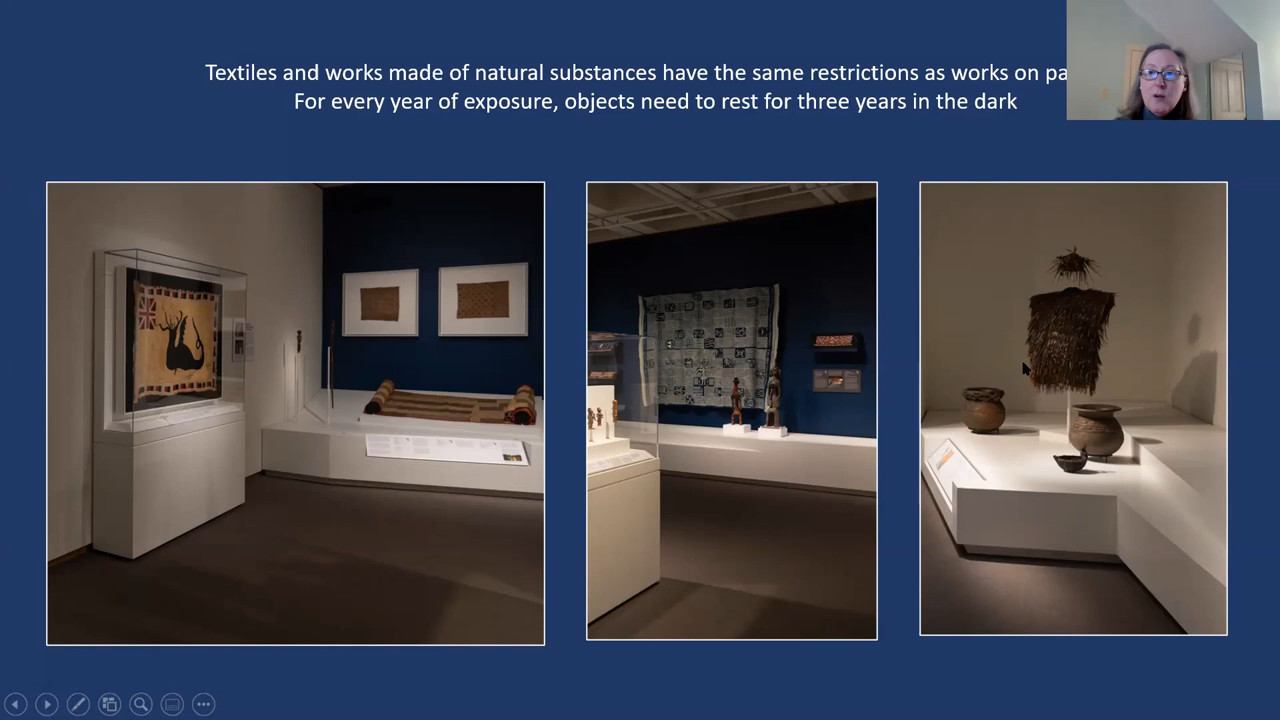 Textiles and works made of natural substances have the same restrictions as works on pa
For every year of exposure, objects need to rest for three years in the dark